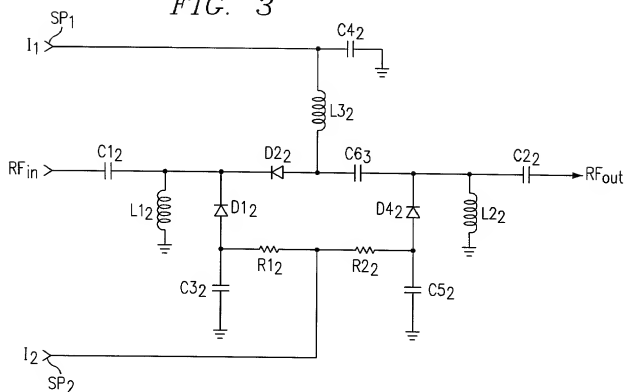 FIG. 3
SP1
I1
C42
L32
RFin
C12
D22
C63
C22
RFout
L12
D12
D42
L22
R12
R22
C32
C52
I2
SP2